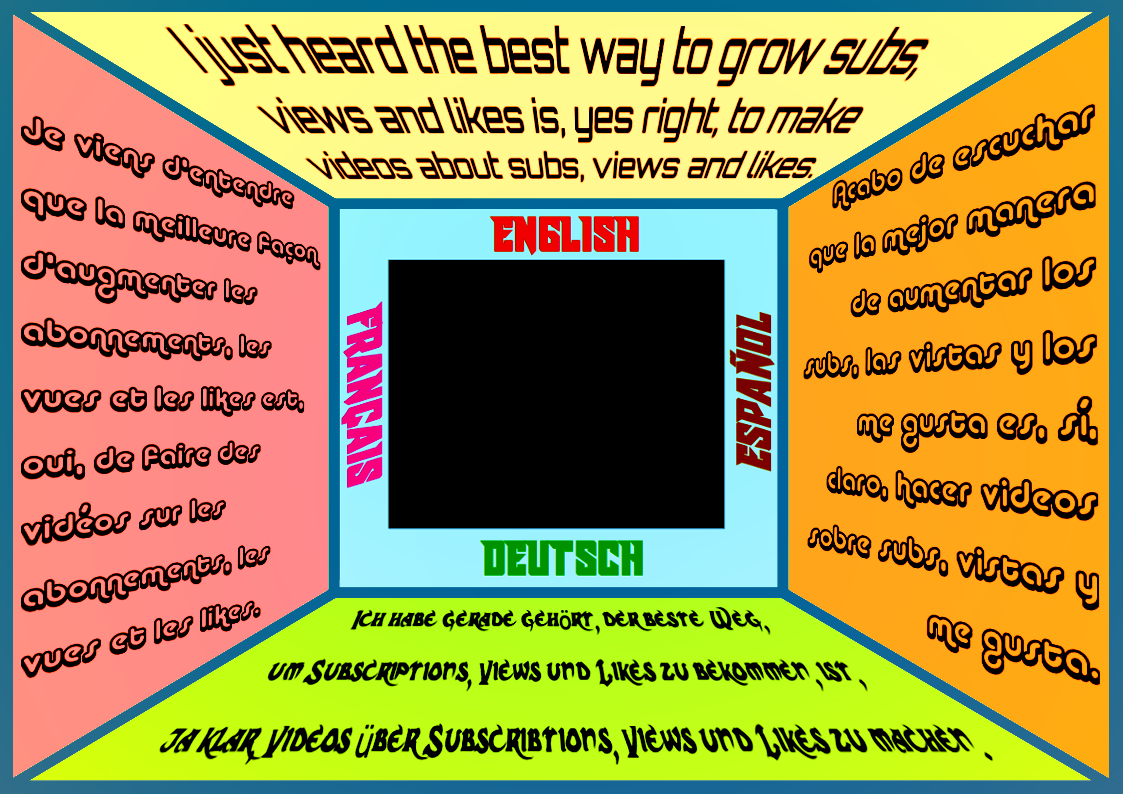 I just heard the best way to grow subs,
views and likes is, yes right, to make
videos about subs, views and likes.
Je viens d'entendre
que la meilleure façon
d'augmenter les
abonnements, les
vues et les likes est,
oui, de faire des
vidéos sur les
abonnements, les
vues et les likes.
ENGLISH
FRANÇAIS
ESPAÑOL
DEUTSCH
Acabo de escuchar
que la mejor manera
de aumentar los
subs, las vistas y los
me gusta es, sí,
claro, hacer videos
sobre subs, vistas y
me gusta.
Ich habe gerade gehört, der beste Weg,
um Subscriptions, Views und Likes zu bekommen, ist,
ja klar, Videos über Subscribtions, Views und Likes zu machen.